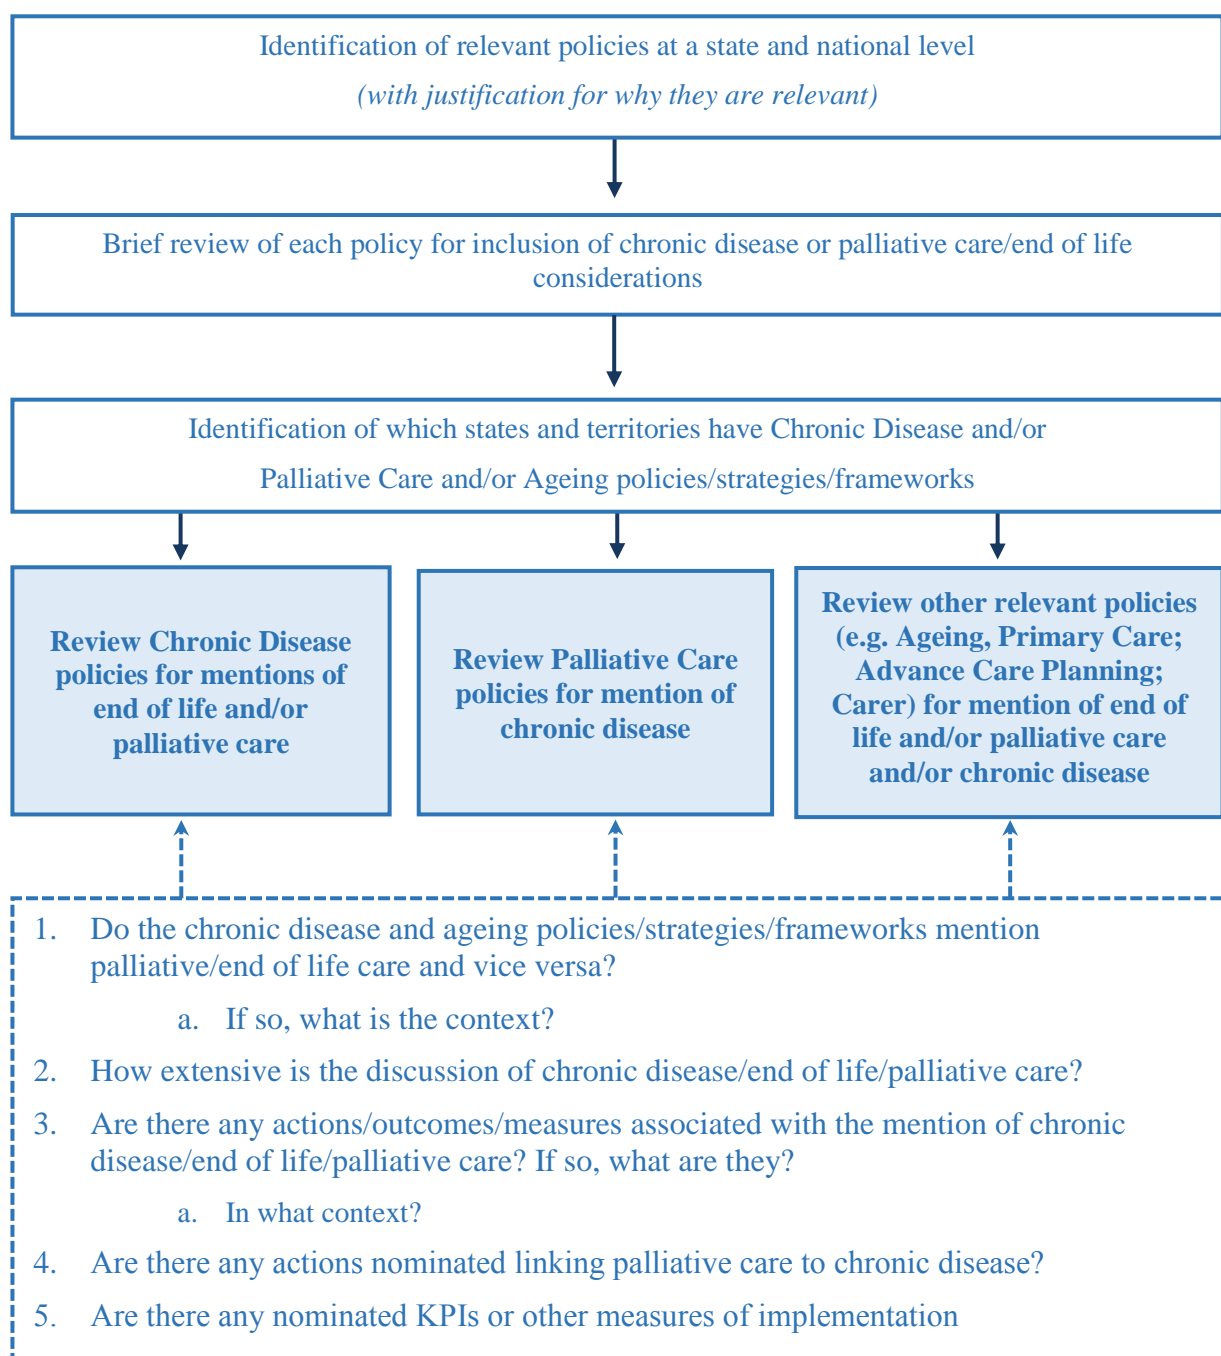 Identification of relevant policies at a state and national level
(with justification for why they are relevant)
Brief review of each policy for inclusion of chronic disease or palliative care/end of life
considerations
Identification of which states and territories have Chronic Disease and/or
Palliative Care and/or Ageing policies/strategies/frameworks
Review Chronic Disease
policies for mentions of
end of life and/or
palliative care
Review Palliative Care
policies for mention of
chronic disease
Review other relevant policies
(e.g. Ageing, Primary Care;
Advance Care Planning;
Carer) for mention of end of
life and/or palliative care
and/or chronic disease
1. Do the chronic disease and ageing policies/strategies/frameworks mention
palliative/end of life care and vice versa?
a. If so, what is the context?
2. How extensive is the discussion of chronic disease/end of life/palliative care?
3. Are there any actions/outcomes/measures associated with the mention of chronic
disease/end of life/palliative care? If so, what are they?
a. In what context?
4. Are there any actions nominated linking palliative care to chronic disease?
5. Are there any nominated KPIs or other measures of implementation